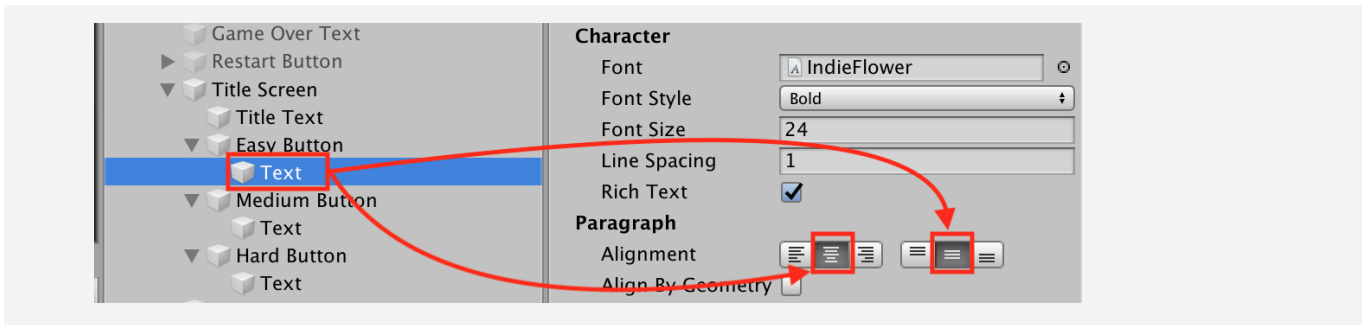 Game Over Text
Restart Button
Title Screen
Title Text
Easy Button
Text
Medium Button
Text
Hard Button
Text
Character
Font IndieFlower
Font Style Bold
Font Size 24
Line Spacing 1
Rich Text
Paragraph
Alignment
Align By Geometry